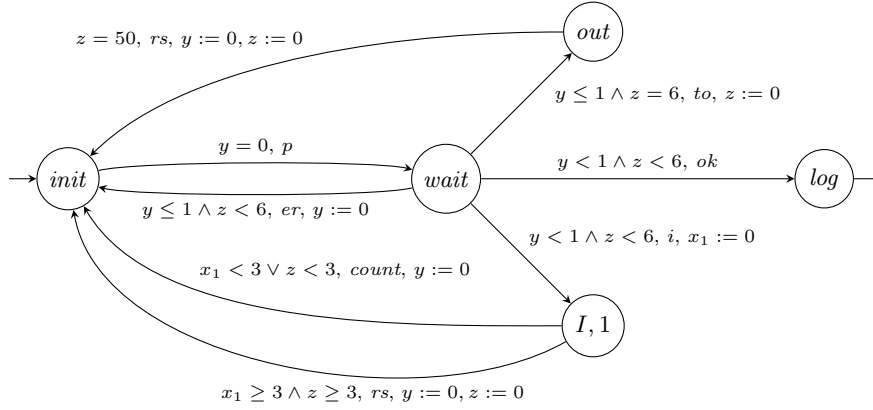 out
z = 50, rs, y := 0, z := 0
y ≤ 1 ∧ z = 6, to, z := 0
y = 0, p
y < 1 ∧ z < 6, ok
init
wait
log
y ≤ 1 ∧ z < 6, er, y := 0
y < 1 ∧ z < 6, i, x₁ := 0
x₁ < 3 ∨ z < 3, count, y := 0
I, 1
x₁ ≥ 3 ∧ z ≥ 3, rs, y := 0, z := 0